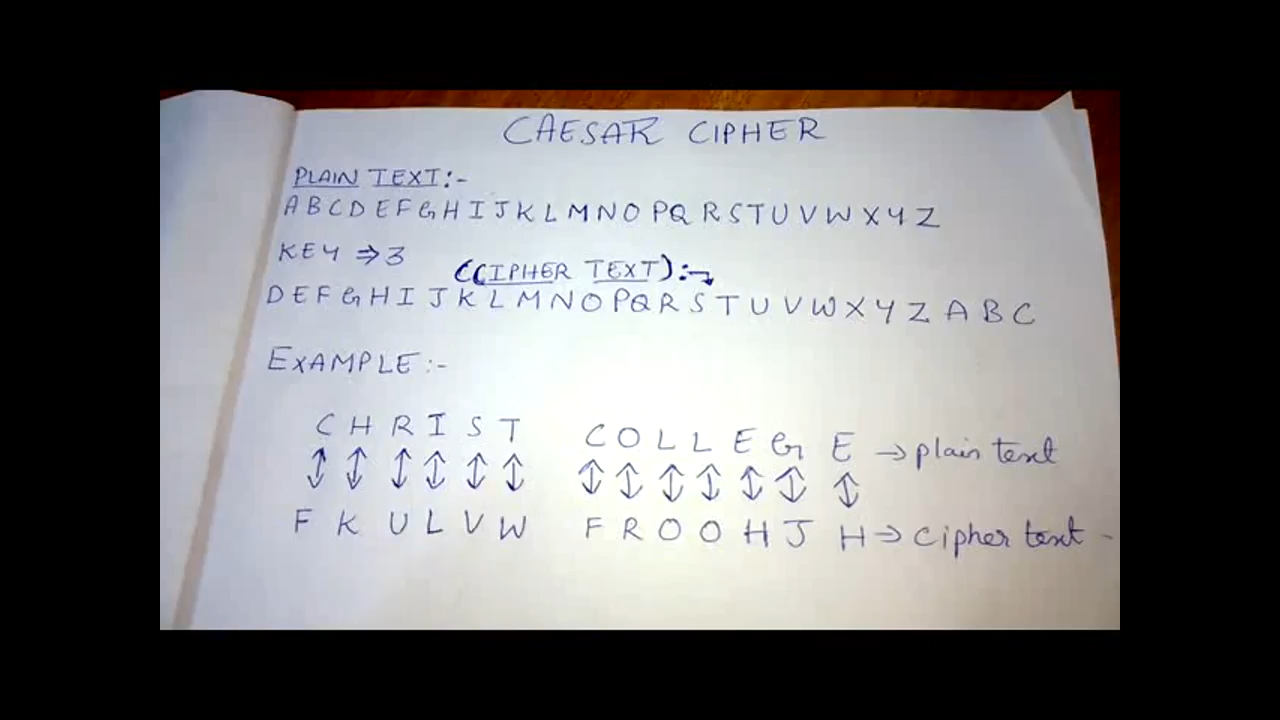 CAESAR CIPHER
PLAIN TEXT:-
A B C D E F G H I J K L M N O P Q R S T U V W X Y Z
KEY ⇒ 3
(CIPHER TEXT):→
D E F G H I J K L M N O P Q R S T U V W X Y Z A B C
EXAMPLE:-
C H R I S T C O L L E G E → plain text
F K U L V W F R O O H J H → cipher text -